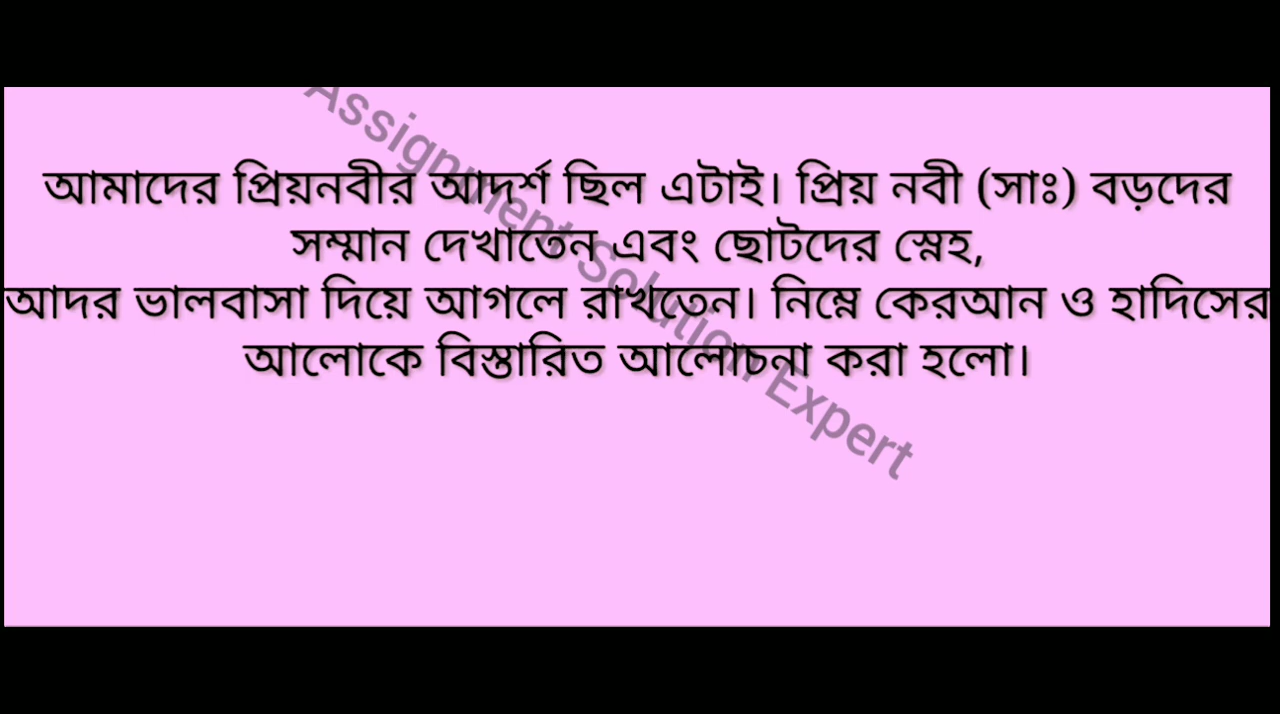 আমাদের প্রিয়নবীর আদর্শ ছিল এটাই। প্রিয় নবী (সাঃ) বড়দের
সম্মান দেখাতেন এবং ছোটদের স্নেহ,
আদর ভালবাসা দিয়ে আগলে রাখতেন। নিম্নে কেরআন ও হাদিসের
আলোকে বিস্তারিত আলোচনা করা হলো।
Assignment Solution Expert